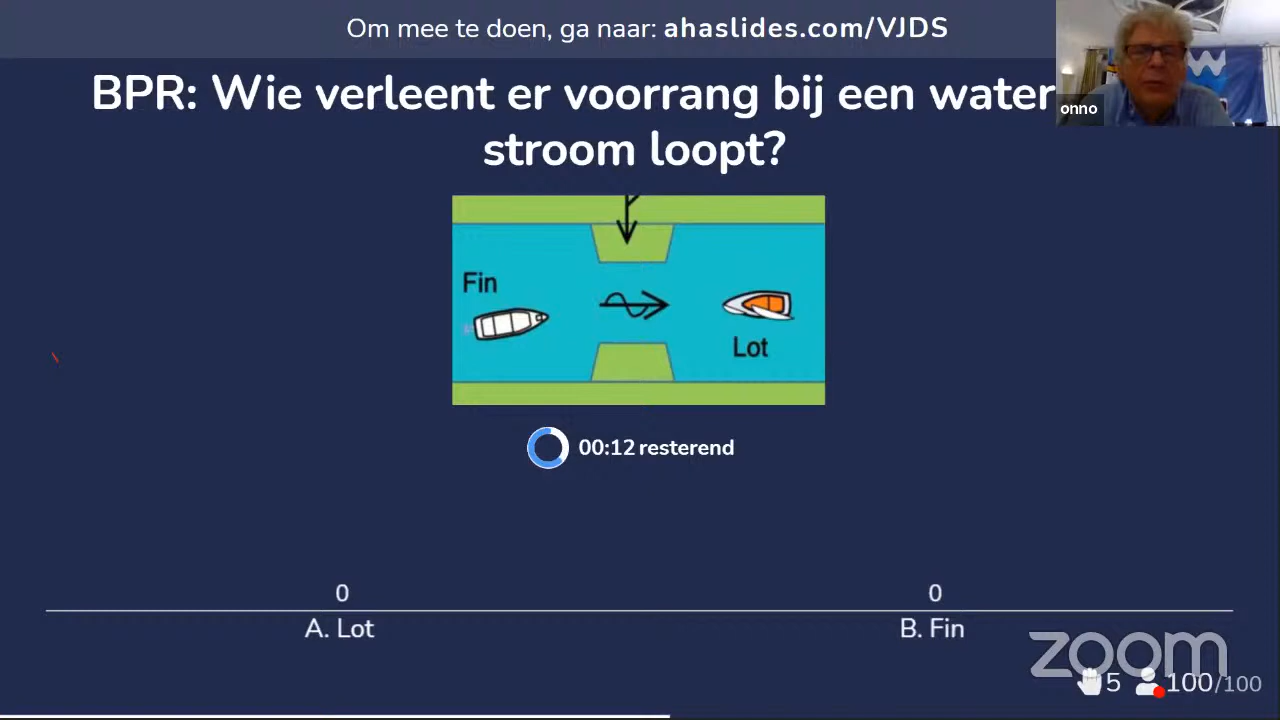 Om mee te doen, ga naar: ahaslides.com/VJDS
onno
BPR: Wie verleent er voorrang bij een water
stroom loopt?
Fin
Lot
00:12 resterend
0
0
A. Lot
B. Fin
zoom
5
100/100